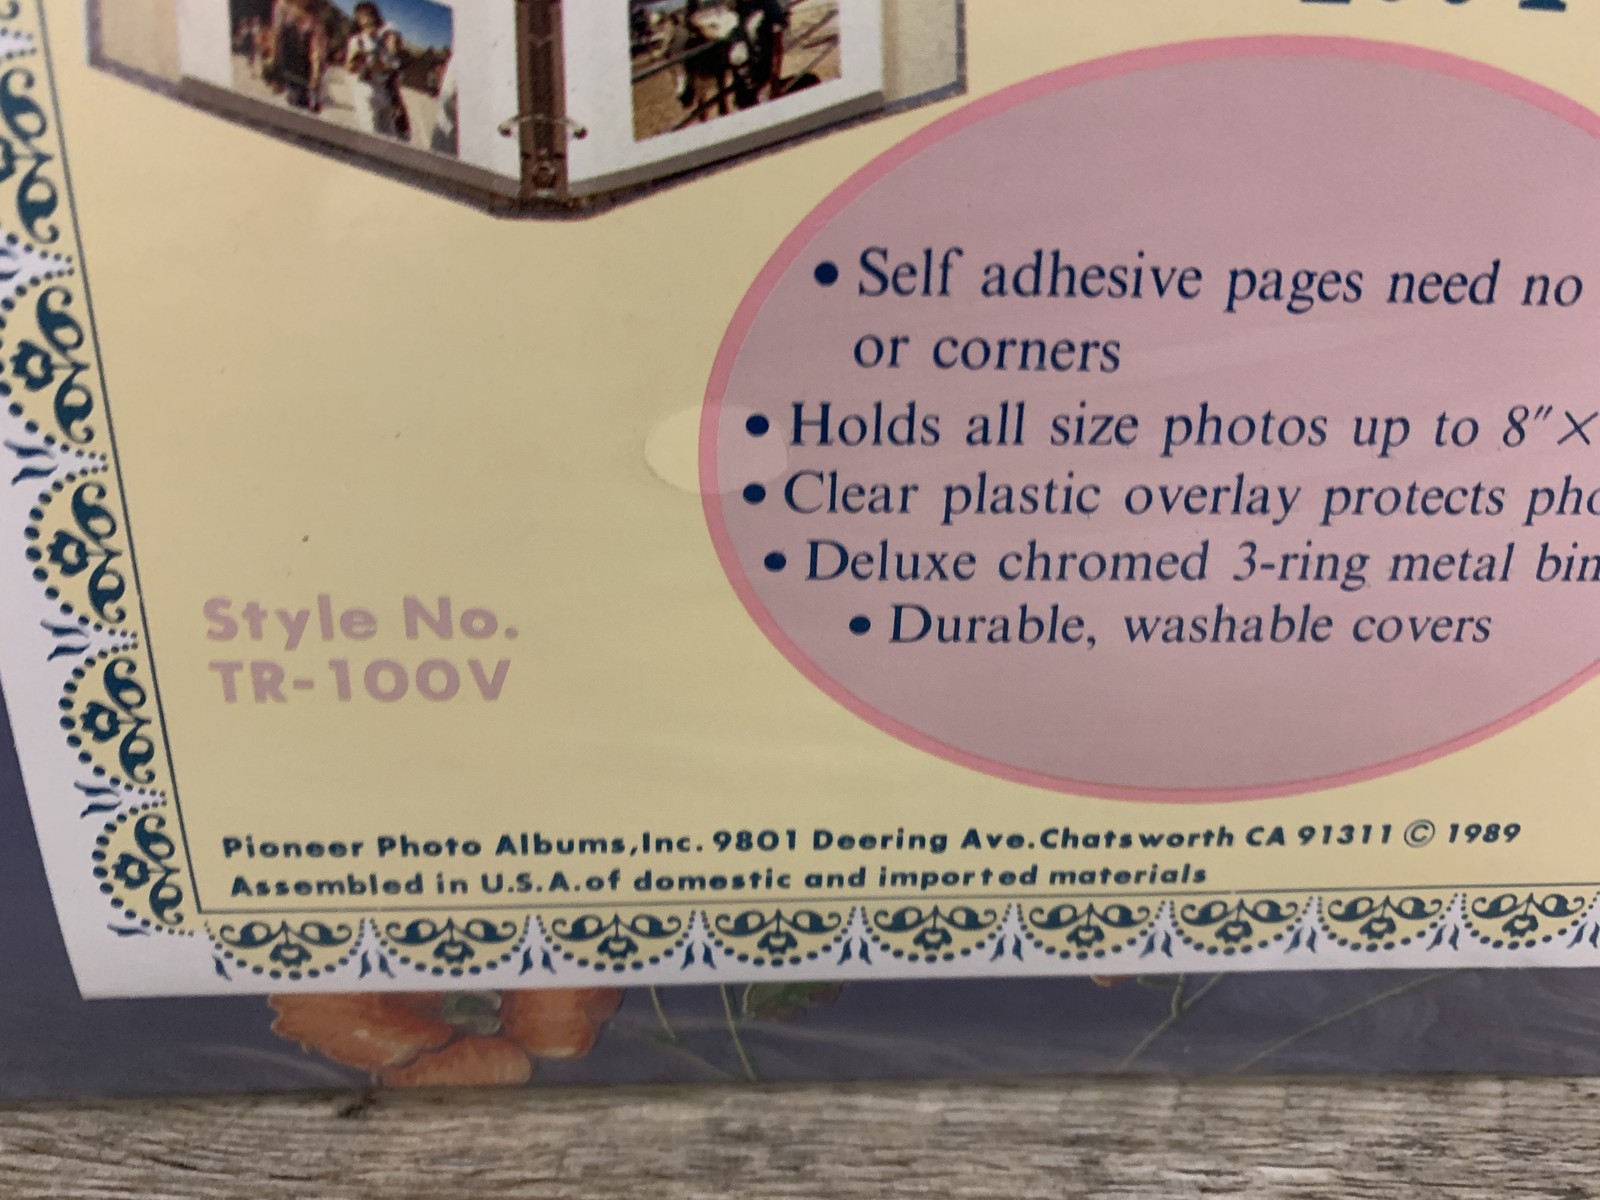 • Self adhesive pages need no
or corners
• Holds all size photos up to 8"×
• Clear plastic overlay protects
• Deluxe chromed 3-ring metal
• Durable, washable covers
Style No.
TR-100V
Pioneer Photo Albums,Inc. 9801 Deering Ave.Chatsworth CA 91311 © 1989
Assembled in U.S.A.of domestic and imported materials